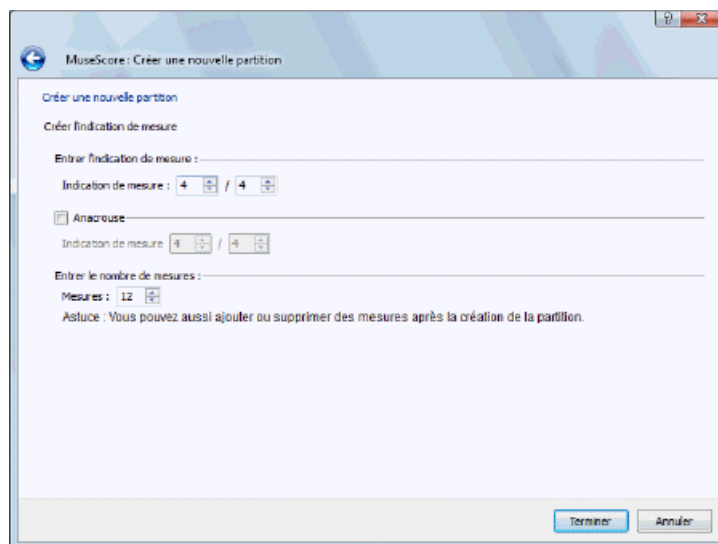 MuseScore : Créer une nouvelle partition
Créer une nouvelle partition
Créer l'indication de mesure
Entrer l'indication de mesure :
Indication de mesure : 4 / 4
Anacrouse
Indication de mesure 4 / 4
Entrer le nombre de mesures :
Mesures : 12
Astuce : Vous pouvez aussi ajouter ou supprimer des mesures après la création de la partition.
Terminer Annuler